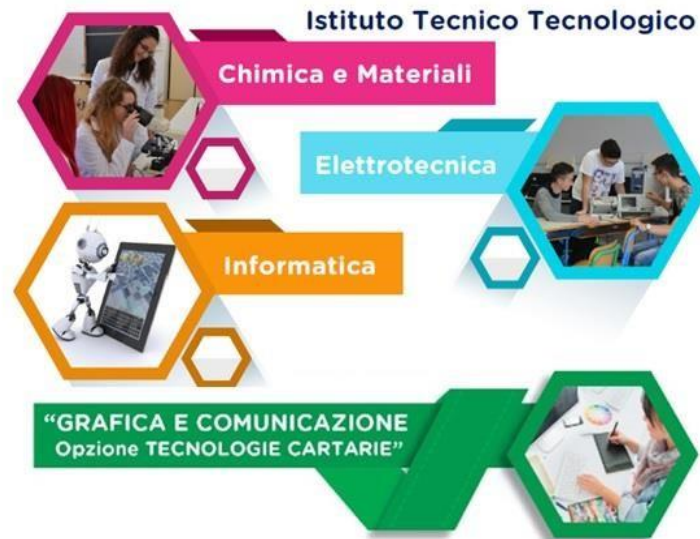 Istituto Tecnico Tecnologico
Chimica e Materiali
Elettrotecnica
Informatica
“GRAFICA E COMUNICAZIONE
Opzione TECNOLOGIE CARTARIE”